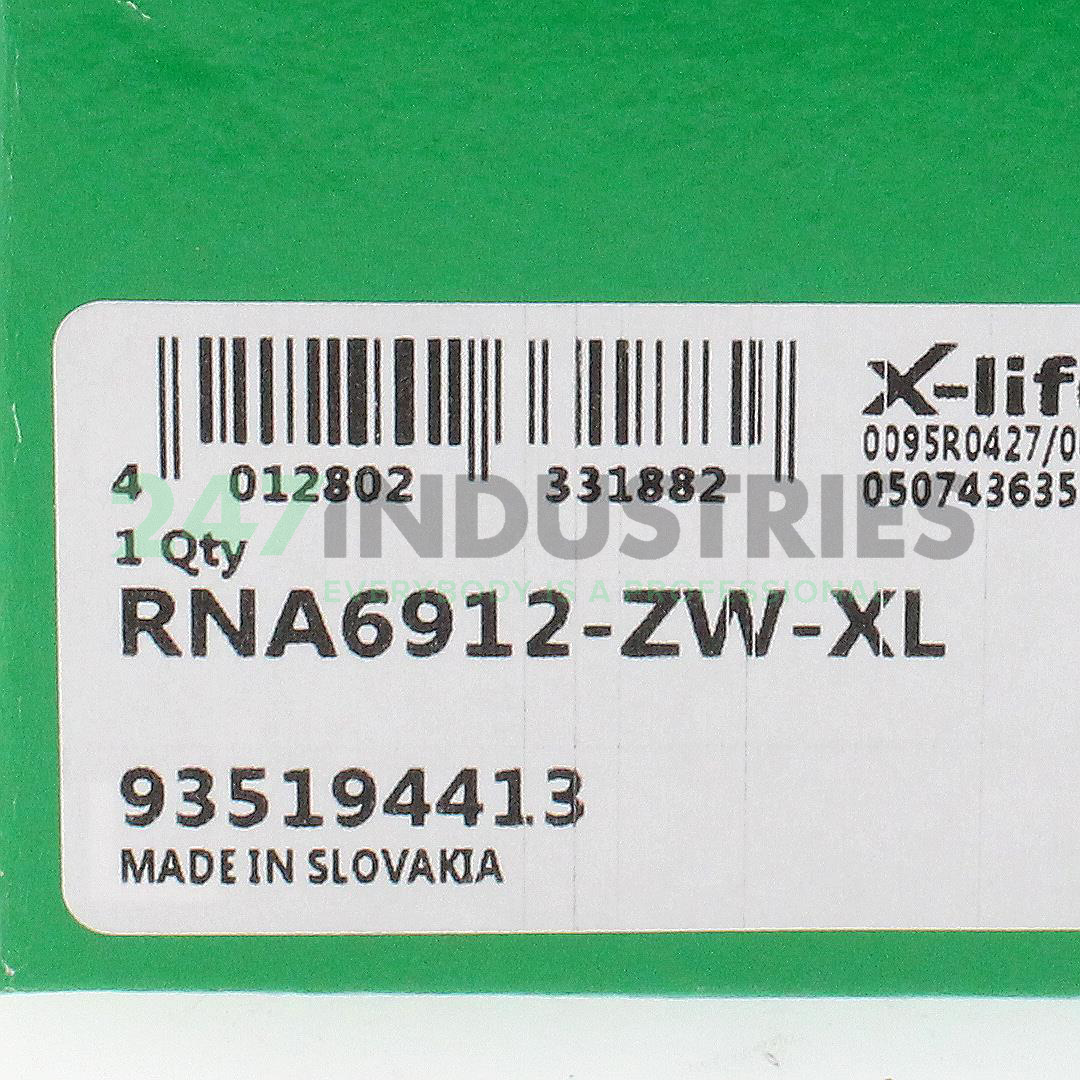 X-lif
0095R0427/0
050743635
4 012802 331882
247INDUSTRIES
EVERYBODY IS A PROFESSIONAL
1 Qty
RNA6912-ZW-XL
935194413
MADE IN SLOVAKIA